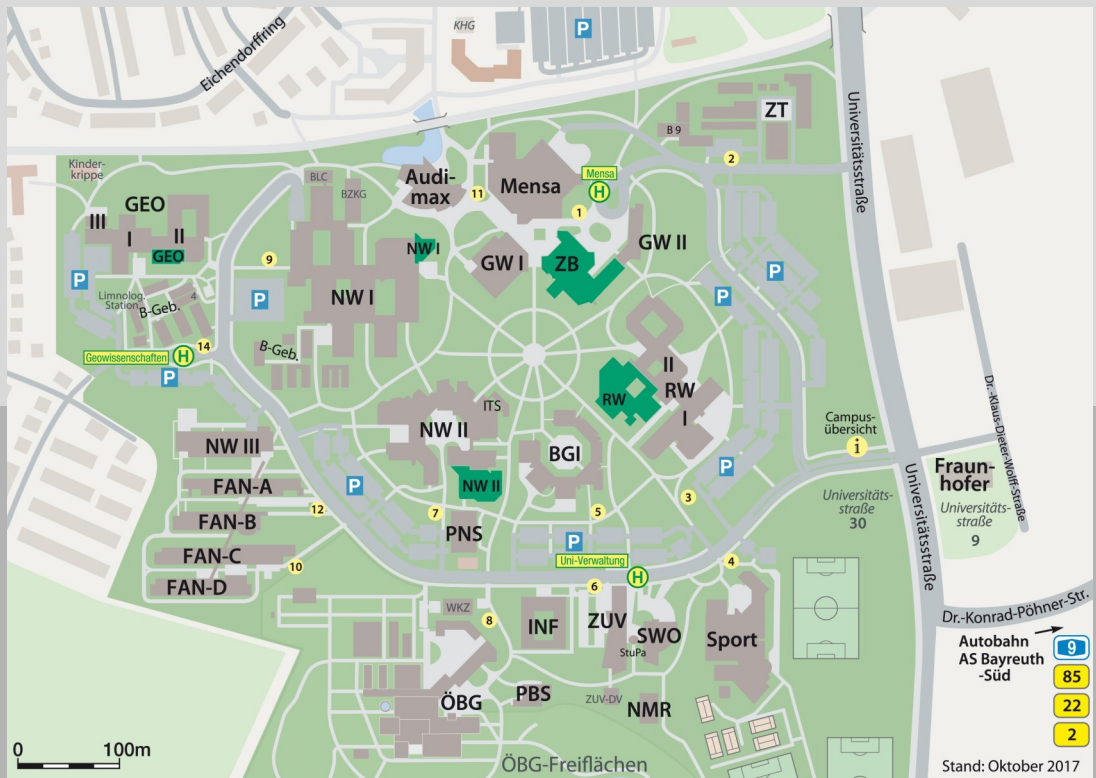 KHG
P
Eichendorffring
ZT
B 9
2
Universitätsstraße
Kinder-
krippe
BLC
BZKG
Audi-
max
11
Mensa
Mensa
H
1
GEO
III
I
II
GEO
9
NW I
GW I
ZB
GW II
P
P
P
P
Limnolog.
Station
4
B-Geb.
NW I
14
Geowissenschaften
H
P
B-Geb.
II
RW
I
RW
Dr.-Klaus-Dieter-Wolff-Straße
ITS
NW II
BGI
Campus-
übersicht
i
NW III
P
NW II
P
Fraun-
hofer
FAN-A
Universitäts-
straße
30
Universitäts-
straße
9
Universitätsstraße
3
12
7
5
FAN-B
PNS
P
FAN-C
Uni-Verwaltung
H
4
10
FAN-D
6
WKZ
8
INF
ZUV
SWO
StuPa
Sport
Dr.-Konrad-Pöhner-Str.
Autobahn
AS Bayreuth
-Süd
9
85
22
2
ÖBG
PBS
ZUV-DV
NMR
0
100m
ÖBG-Freiflächen
Stand: Oktober 2017